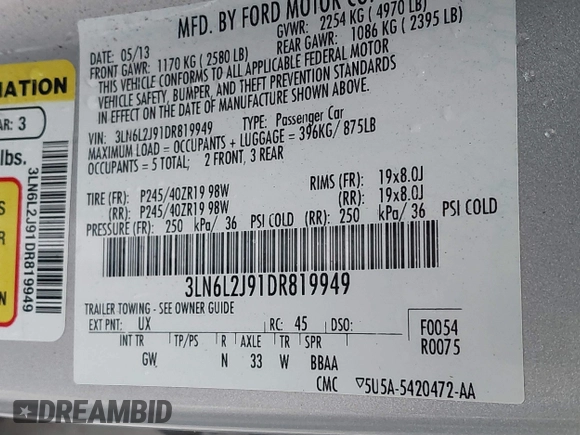 MFD. BY FORD MOTOR CO
05/13
GVWR: 2254 KG ( 4970 LB)
FRONT GAWR: 1170 KG ( 2580 LB)
REAR GAWR: 1086 KG ( 2395 LB)
THIS VEHICLE CONFORMS TO ALL APPLICABLE FEDERAL MOTOR
VEHICLE SAFETY, BUMPER, AND THEFT PREVENTION STANDARDS
IN EFFECT ON THE DATE OF MANUFACTURE SHOWN ABOVE.
VIN: 3LN6L2J91DR819949 TYPE: Passenger Car
MAXIMUM LOAD = OCCUPANTS + LUGGAGE = 396KG/ 875LB
OCCUPANTS = 5 TOTAL; 2 FRONT, 3 REAR
TIRE (FR): P245/40ZR19 98W RIMS (FR): 19x8.0J
(RR): P245/40ZR19 98W (RR): 19x8.0J
PRESSURE (FR): 250 kPa/ 36 PSI COLD (RR): 250 kPa/ 36 PSI COLD
3LN6L2J91DR819949
TRAILER TOWING - SEE OWNER GUIDE
EXT PNT: UX RC: 45 DSO: F0054
INT TR TP/PS R AXLE TR SPR R0075
GW N 33 W BBAA
CMC ▽5U5A-5420472-AA
MATION
AR: 3
lbs.
3LN6L2J91DR819949
S
R
N
DREAMBID